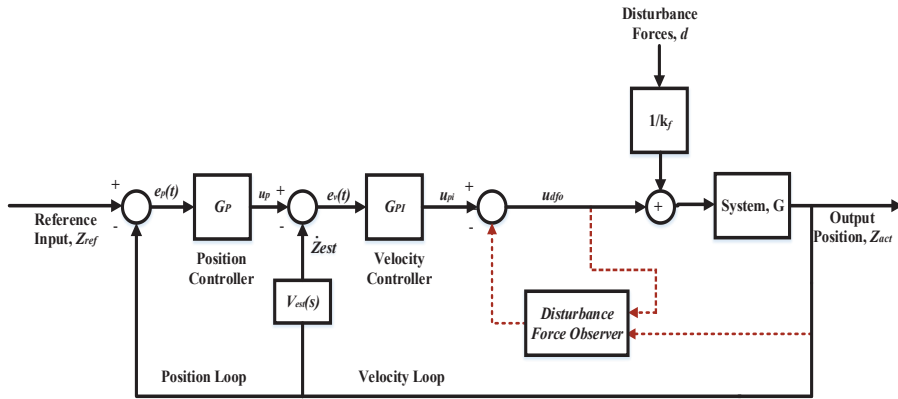 Disturbance
Forces, d
1/kf
+
ep(t)
up
+
ev(t)
upi
+
udfo
Reference
Input, Zref
-
GP
-
GPI
-
+
System, G
Output
Position, Zact
Position
Controller
Żest
Velocity
Controller
Vest(s)
Disturbance
Force Observer
Position Loop
Velocity Loop